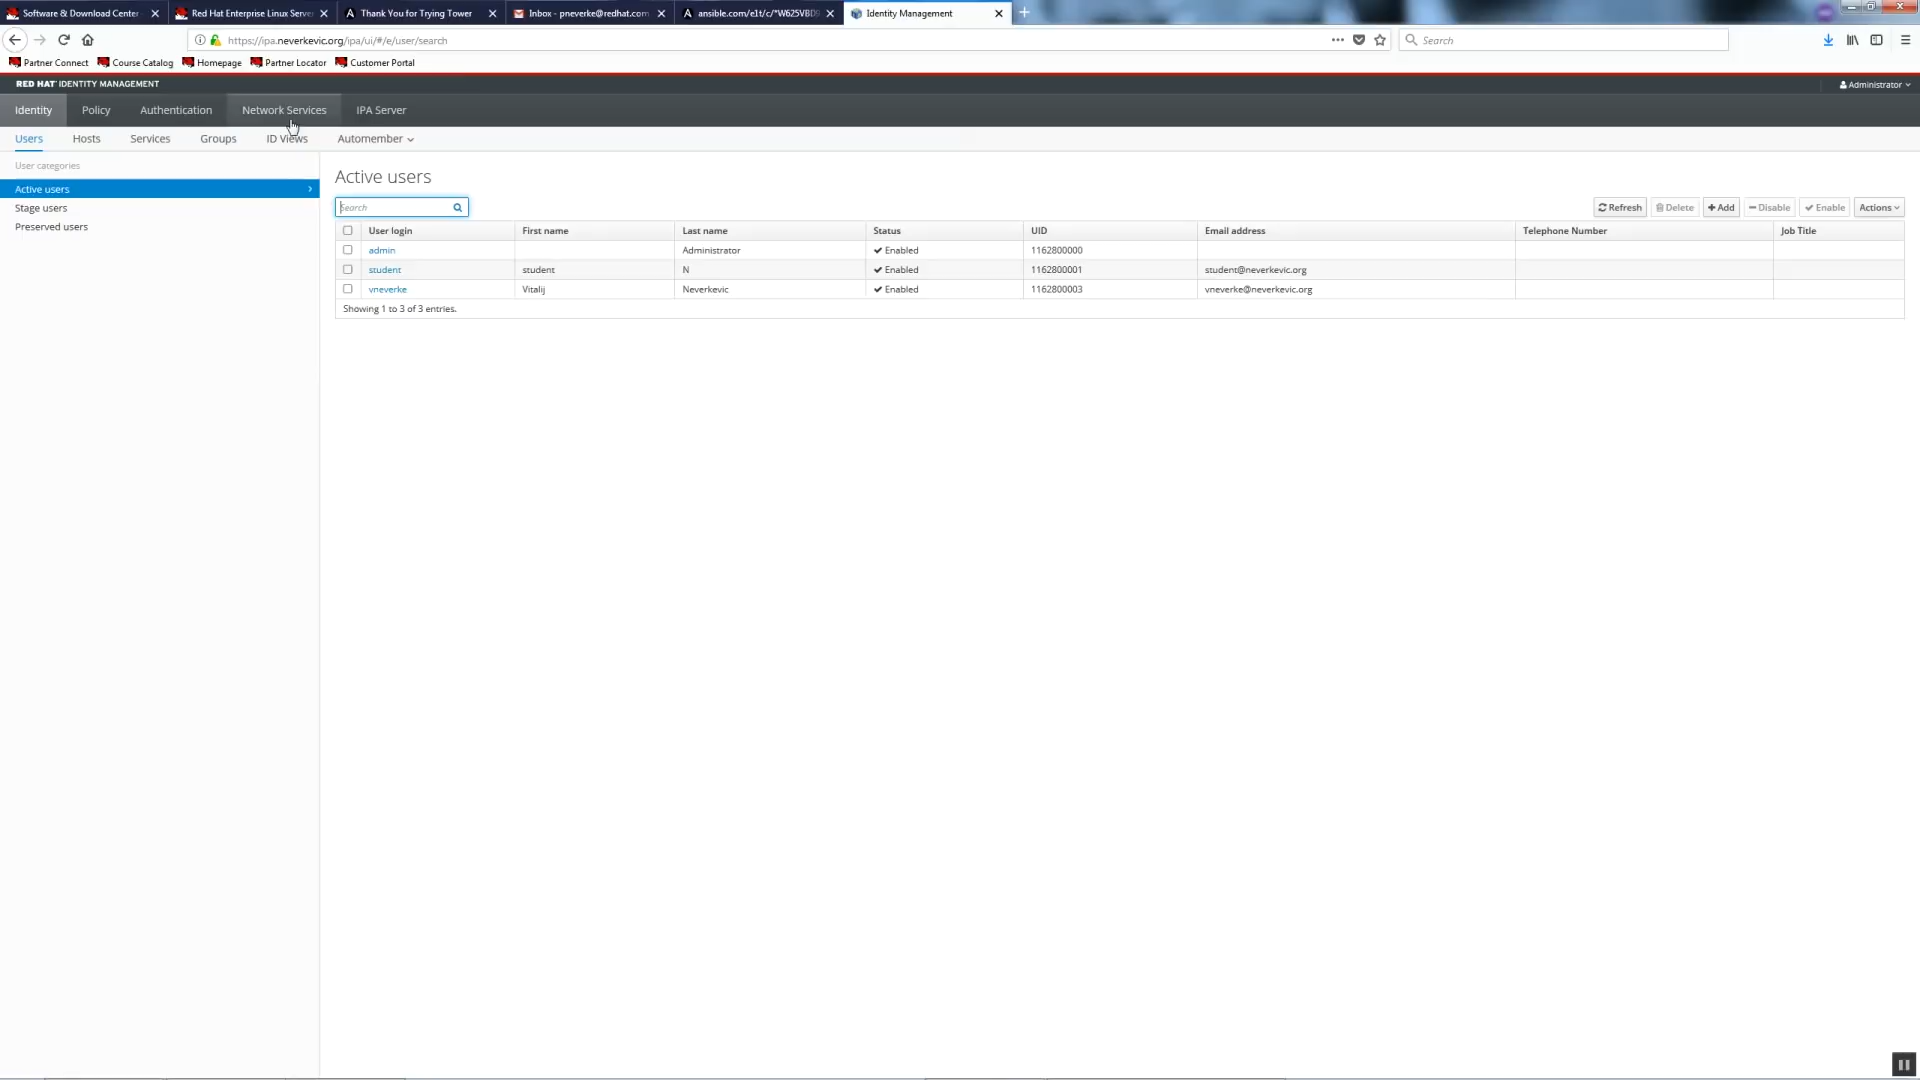 Software & Download Center
Red Hat Enterprise Linux Server
Thank You for Trying Tower
Inbox - pneverke@redhat.com
ansible.com/e1t/c/*W625VBD9
Identity Management
https://ipa.neverkevic.org/ipa/ui/#/e/user/search
Search
Partner Connect Course Catalog Homepage Partner Locator Customer Portal
RED HAT IDENTITY MANAGEMENT
Administrator
Identity Policy Authentication Network Services IPA Server
Users Hosts Services Groups ID Views Automember
User categories
Active users
Stage users
Preserved users
Active users
Search
Refresh Delete Add Disable Enable Actions
User login First name Last name Status UID Email address Telephone Number Job Title
admin Administrator Enabled 1162800000
student student N Enabled 1162800001 student@neverkevic.org
vneverke Vitalij Neverkevic Enabled 1162800003 vneverke@neverkevic.org
Showing 1 to 3 of 3 entries.